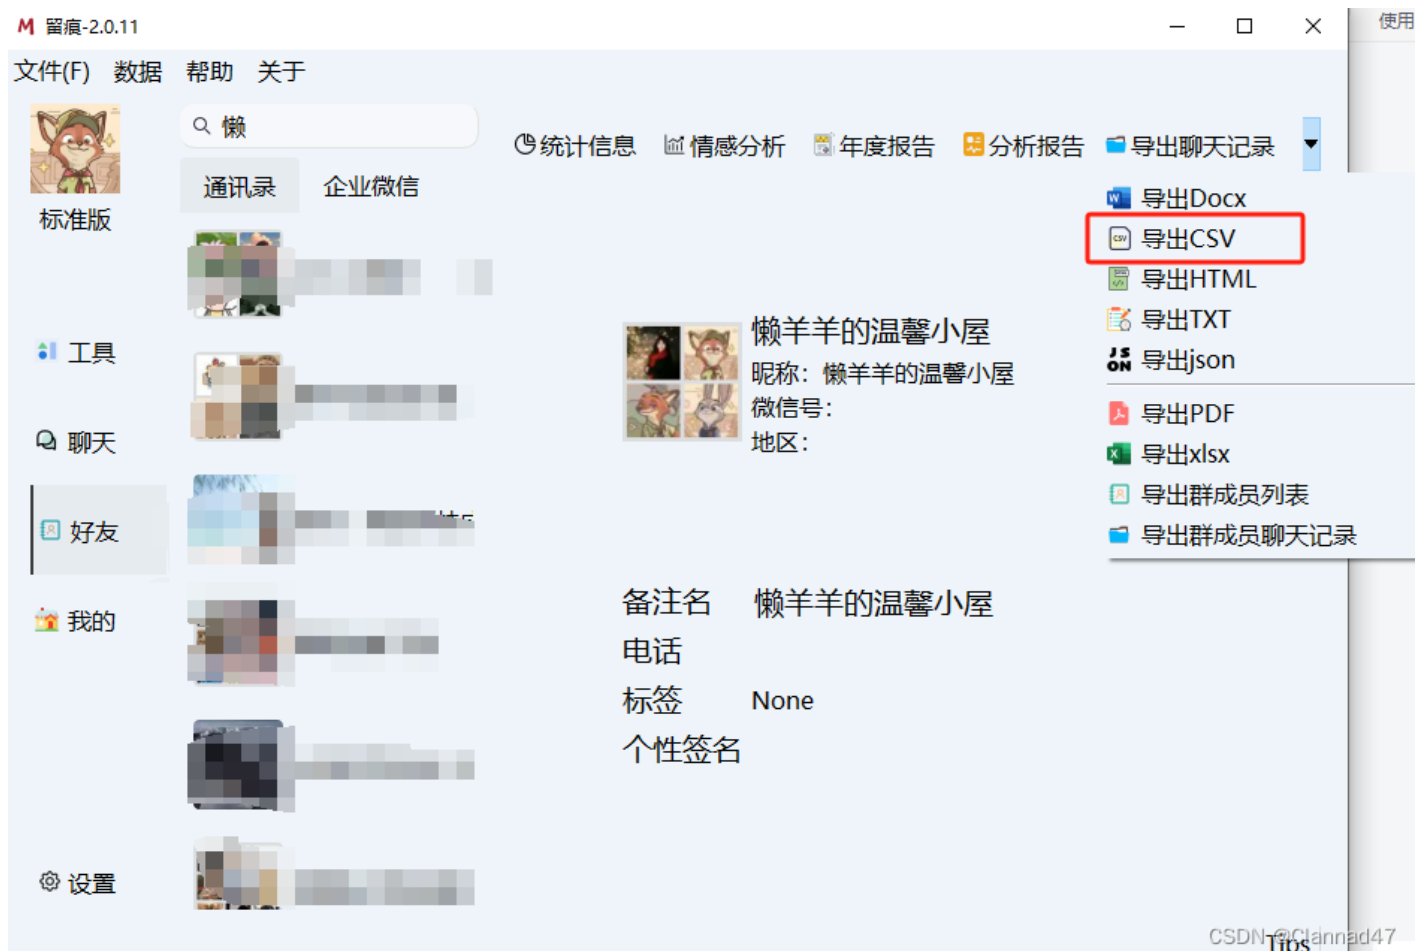 留痕-2.0.11
使用
文件(F) 数据 帮助 关于
懒
统计信息 情感分析 年度报告 分析报告 导出聊天记录
通讯录 企业微信
标准版
导出Docx
CSV 导出CSV
导出HTML
导出TXT
JSON 导出json
导出PDF
导出xlsx
导出群成员列表
导出群成员聊天记录
工具
聊天
好友
我的
设置
懒羊羊的温馨小屋
昵称：懒羊羊的温馨小屋
微信号：
地区：
备注名 懒羊羊的温馨小屋
电话
标签 None
个性签名
Tips
CSDN @Clannad47